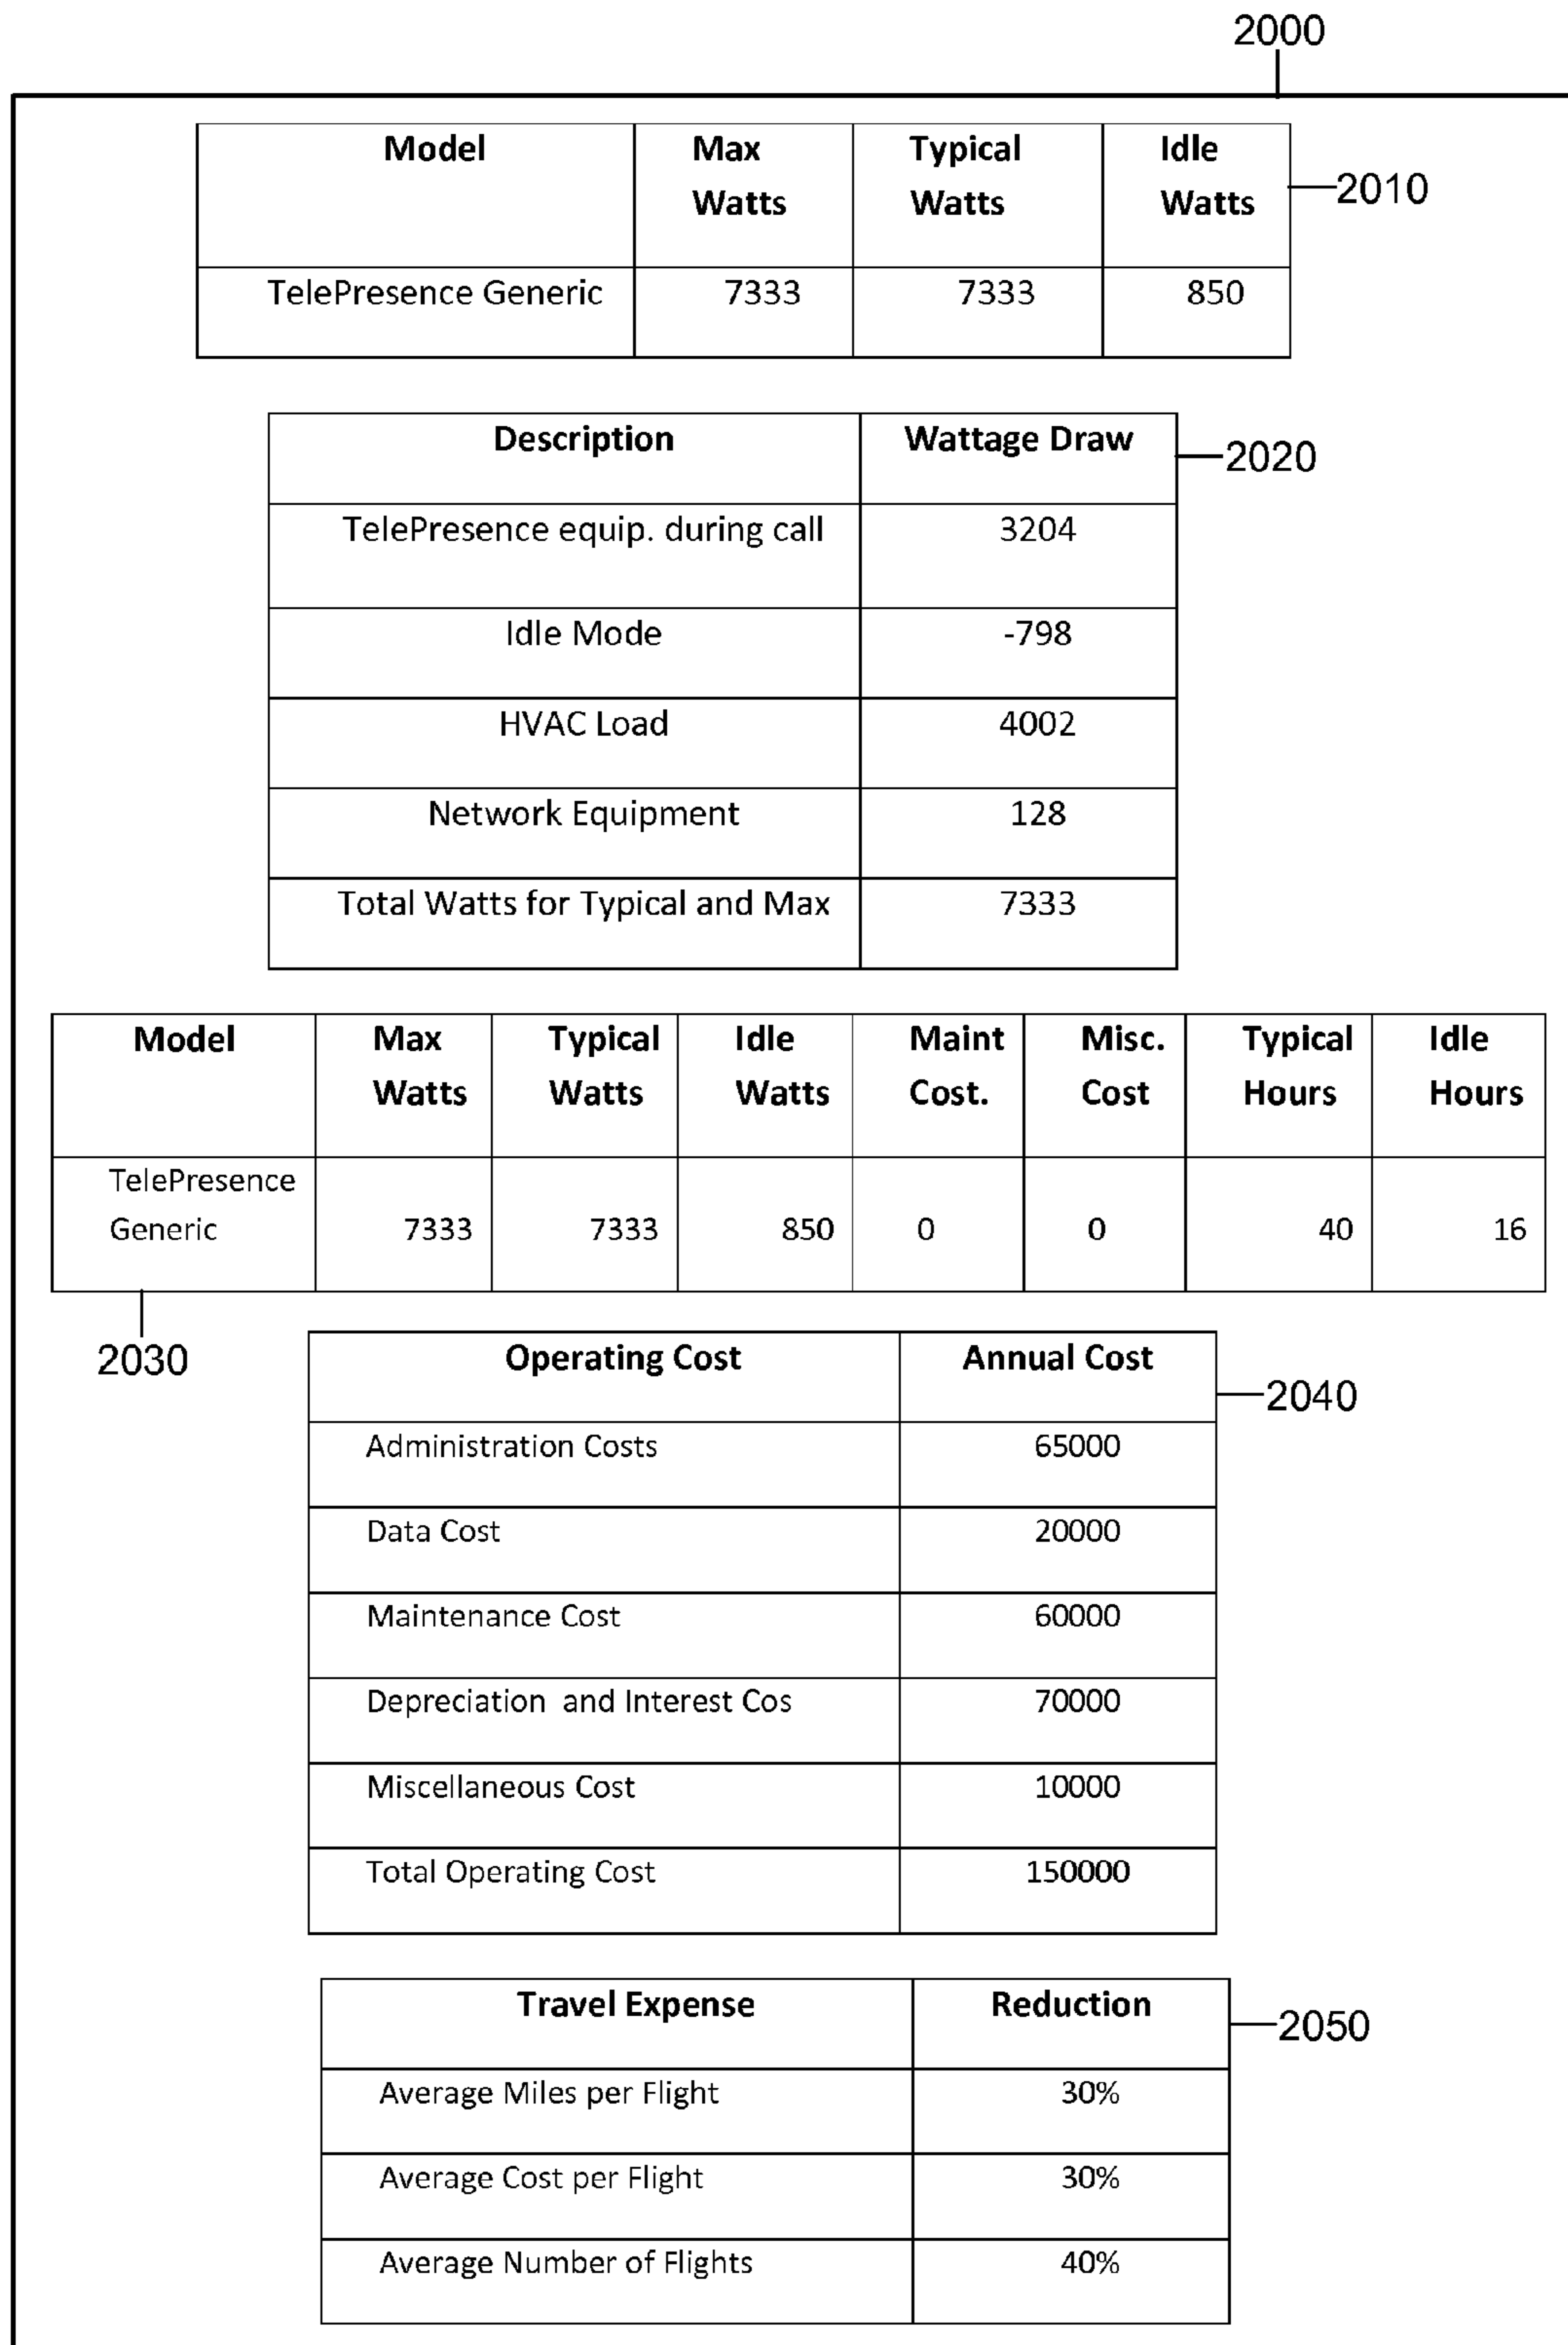 2000
Model Max Typical Idle
Watts Watts Watts
2010
TelePresence Generic 7333 7333 850
Description Wattage Draw
2020
TelePresence equip. during call 3204
Idle Mode -798
HVAC Load 4002
Network Equipment 128
Total Watts for Typical and Max 7333
Model Max Typical Idle Maint Misc. Typical Idle
Watts Watts Watts Cost. Cost Hours Hours
TelePresence
Generic 7333 7333 850 0 0 40 16
2030
Operating Cost Annual Cost
2040
Administration Costs 65000
Data Cost 20000
Maintenance Cost 60000
Depreciation and Interest Cos 70000
Miscellaneous Cost 10000
Total Operating Cost 150000
Travel Expense Reduction
2050
Average Miles per Flight 30%
Average Cost per Flight 30%
Average Number of Flights 40%